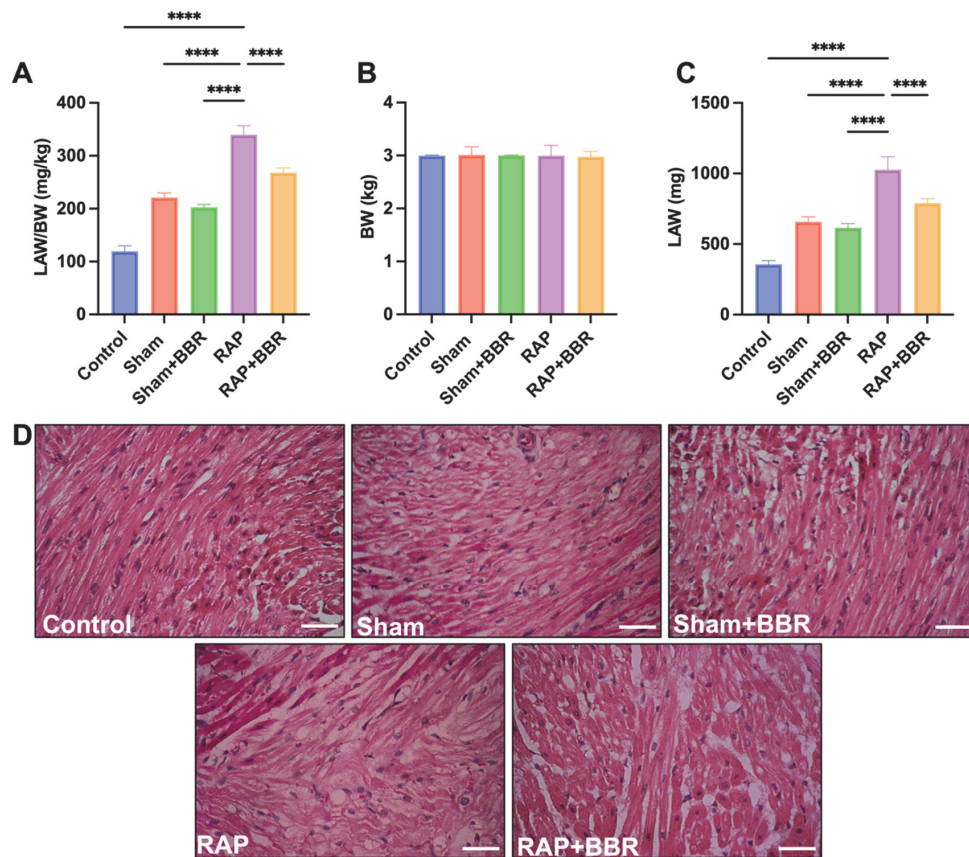 A
****
****
****
****
LAW/BW (mg/kg)
400
300
200
100
0
Control
Sham
Sham+BBR
RAP
RAP+BBR
B
BW (kg)
4
3
2
1
0
Control
Sham
Sham+BBR
RAP
RAP+BBR
C
****
****
****
****
LAW (mg)
1500
1000
500
0
Control
Sham
Sham+BBR
RAP
RAP+BBR
D
Control
Sham
Sham+BBR
RAP
RAP+BBR